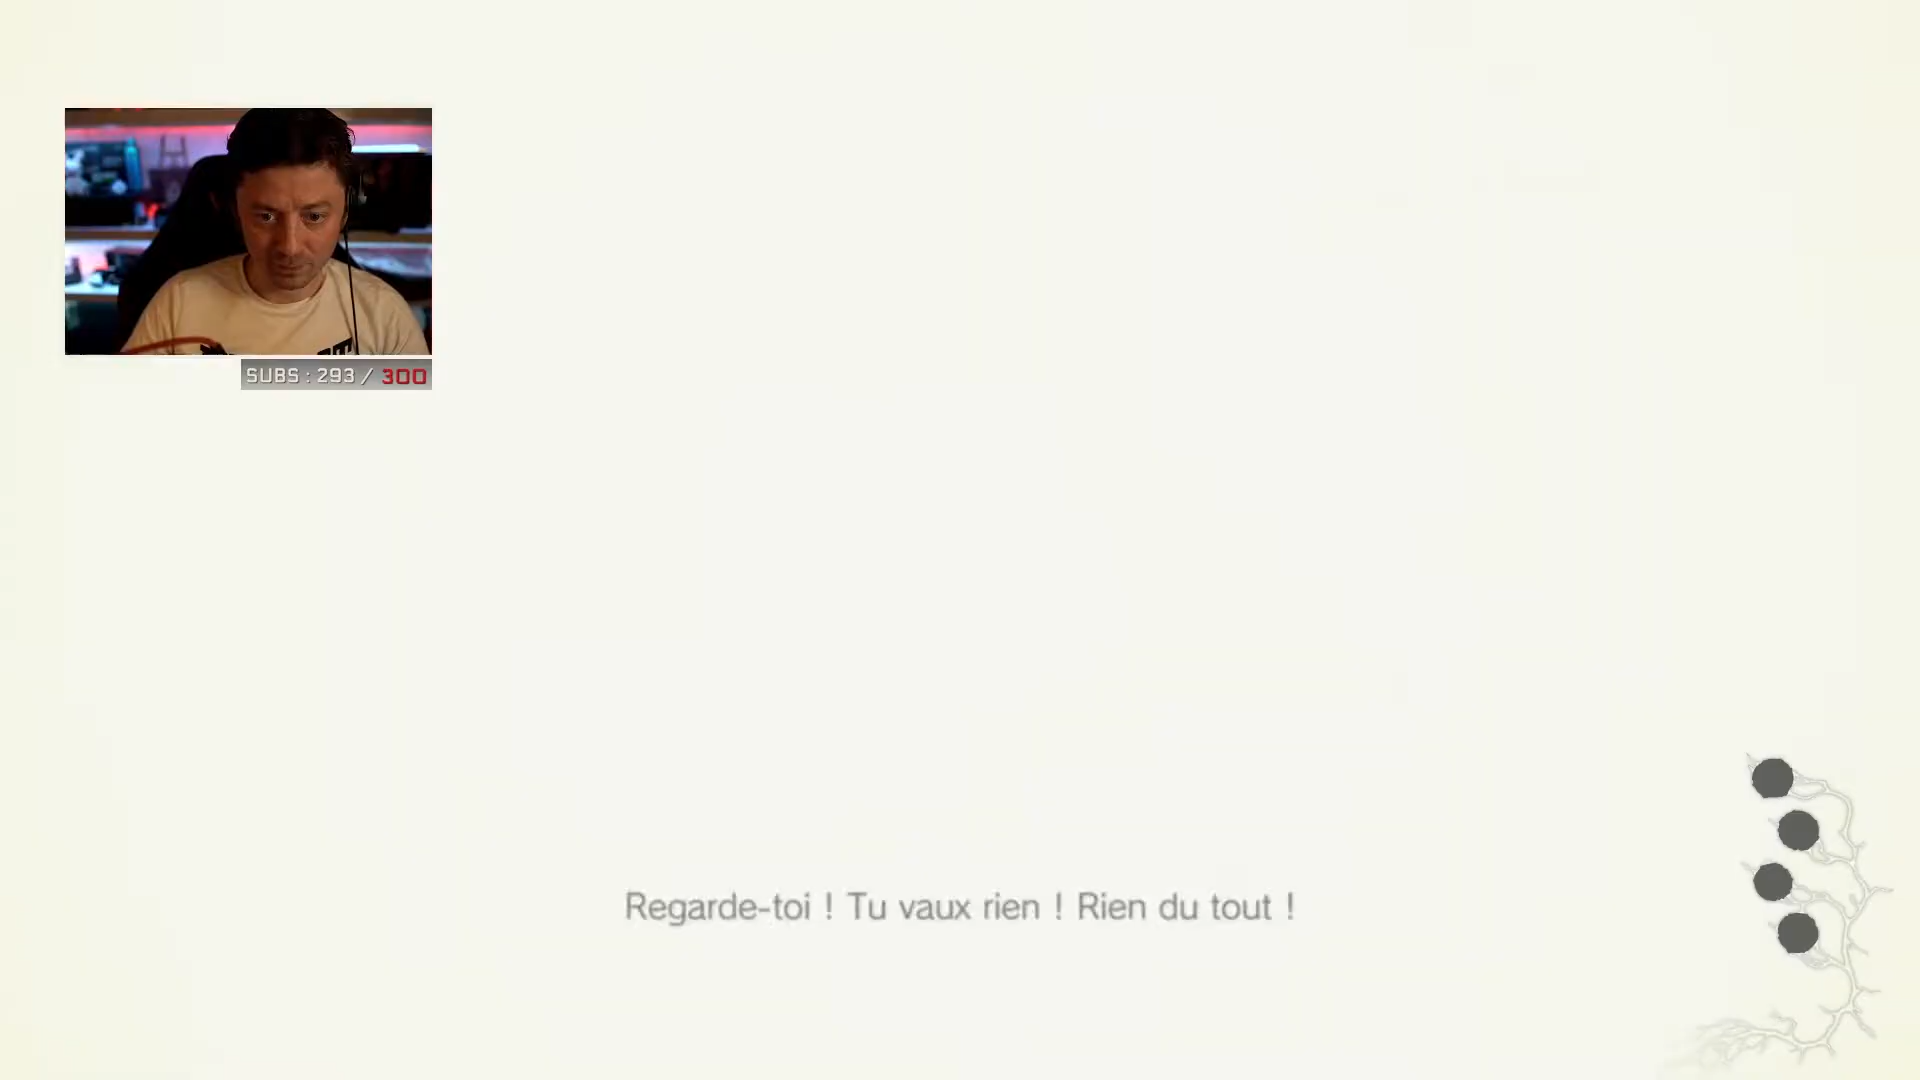 SUBS : 293 / 300
Regarde-toi ! Tu vaux rien ! Rien du tout !